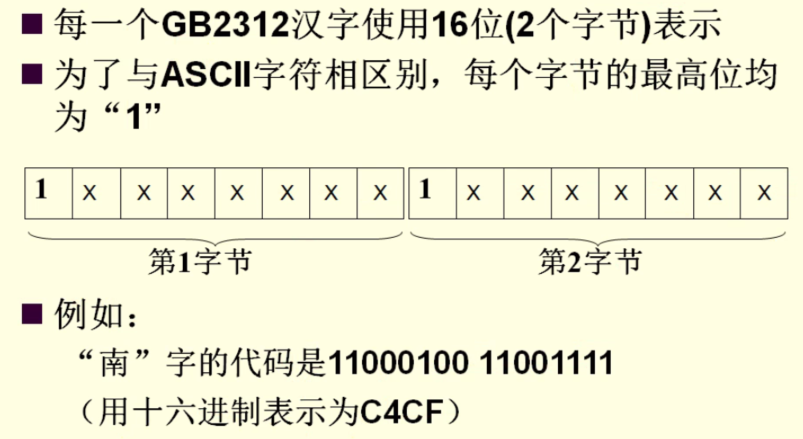 ■ 每一个GB2312汉字使用16位(2个字节)表示
■ 为了与ASCII字符相区别，每个字节的最高位均
为“1”
1 x x x x x x x 1 x x x x x x x
第1字节 第2字节
■ 例如：
“南”字的代码是11000100 11001111
（用十六进制表示为C4CF）